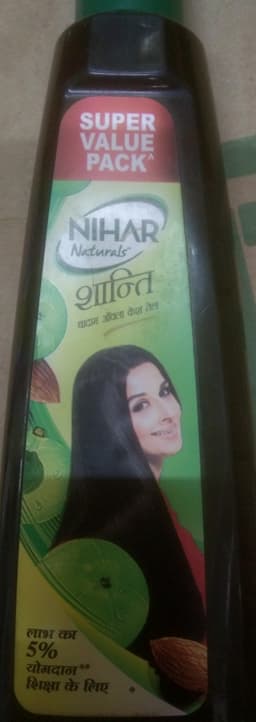 SUPER
VALUE
PACK^
NIHAR
Naturals
शान्ति
बादाम आँवला केश तेल
लाभ का
5%
योगदान**
शिक्षा के लिए